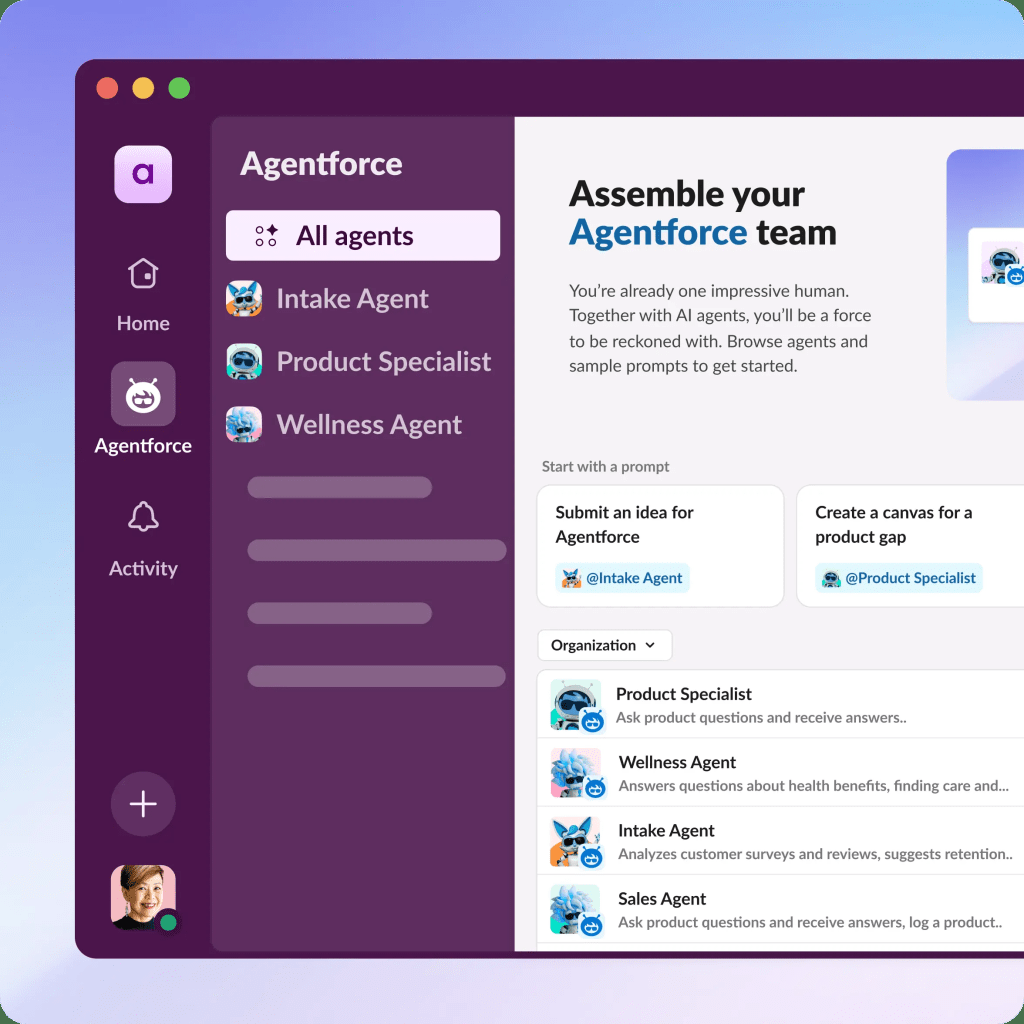 a
Home
Agentforce
Activity
Agentforce
All agents
Intake Agent
Product Specialist
Wellness Agent
Assemble your
Agentforce team
You’re already one impressive human.
Together with AI agents, you’ll be a force
to be reckoned with. Browse agents and
sample prompts to get started.
Start with a prompt
Submit an idea for
Agentforce
@Intake Agent
Create a canvas for a
product gap
@Product Specialist
Organization
Product Specialist
Ask product questions and receive answers..
Wellness Agent
Answers questions about health benefits, finding care and...
Intake Agent
Analyzes customer surveys and reviews, suggests retention..
Sales Agent
Ask product questions and receive answers, log a product..